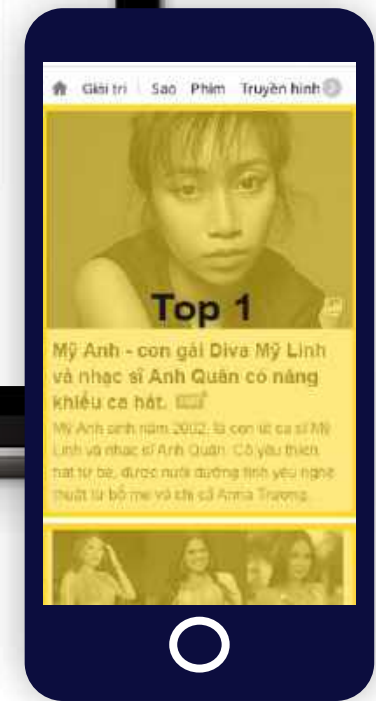 Giải trí Sao Phim Truyền hình
Top 1
Mỹ Anh - con gái Diva Mỹ Linh
và nhạc sĩ Anh Quân có năng
khiếu ca hát.
Mỹ Anh sinh năm 2002, là con út ca sĩ Mỹ
Linh và nhạc sĩ Anh Quân. Cô yêu thích
hát từ bé, được nuôi dưỡng tình yêu nghệ
thuật từ bố mẹ và chị cả Anna Trương...